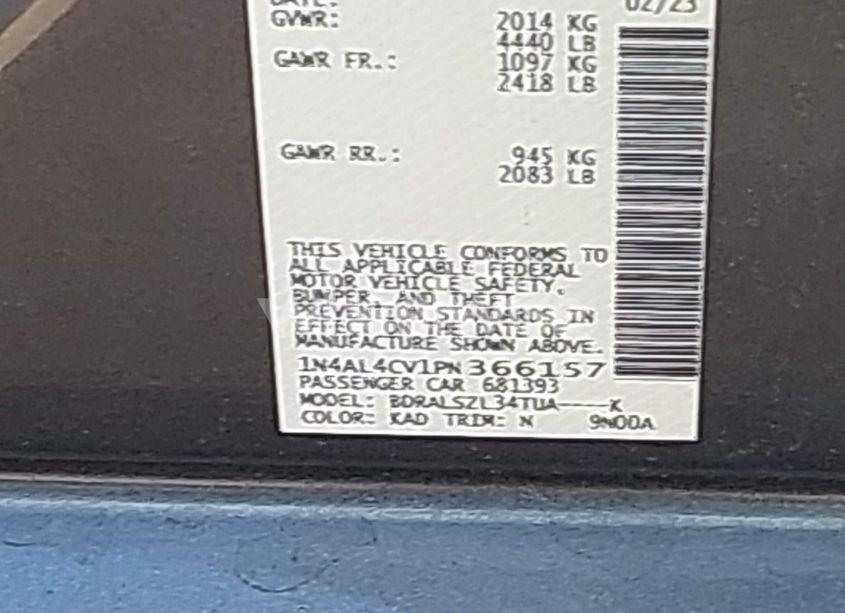 02/23
GVWR: 2014 KG
4440 LB
GAWR FR.: 1097 KG
2418 LB
GAWR RR.: 945 KG
2083 LB
THIS VEHICLE CONFORMS TO
ALL APPLICABLE FEDERAL
MOTOR VEHICLE SAFETY,
BUMPER, AND THEFT
PREVENTION STANDARDS IN
EFFECT ON THE DATE OF
MANUFACTURE SHOWN ABOVE.
1N4AL4CV1PN366157
PASSENGER CAR 681393
MODEL: BDRALSZL34TUA-----K
COLOR: KAD TRIM: N 9N00A